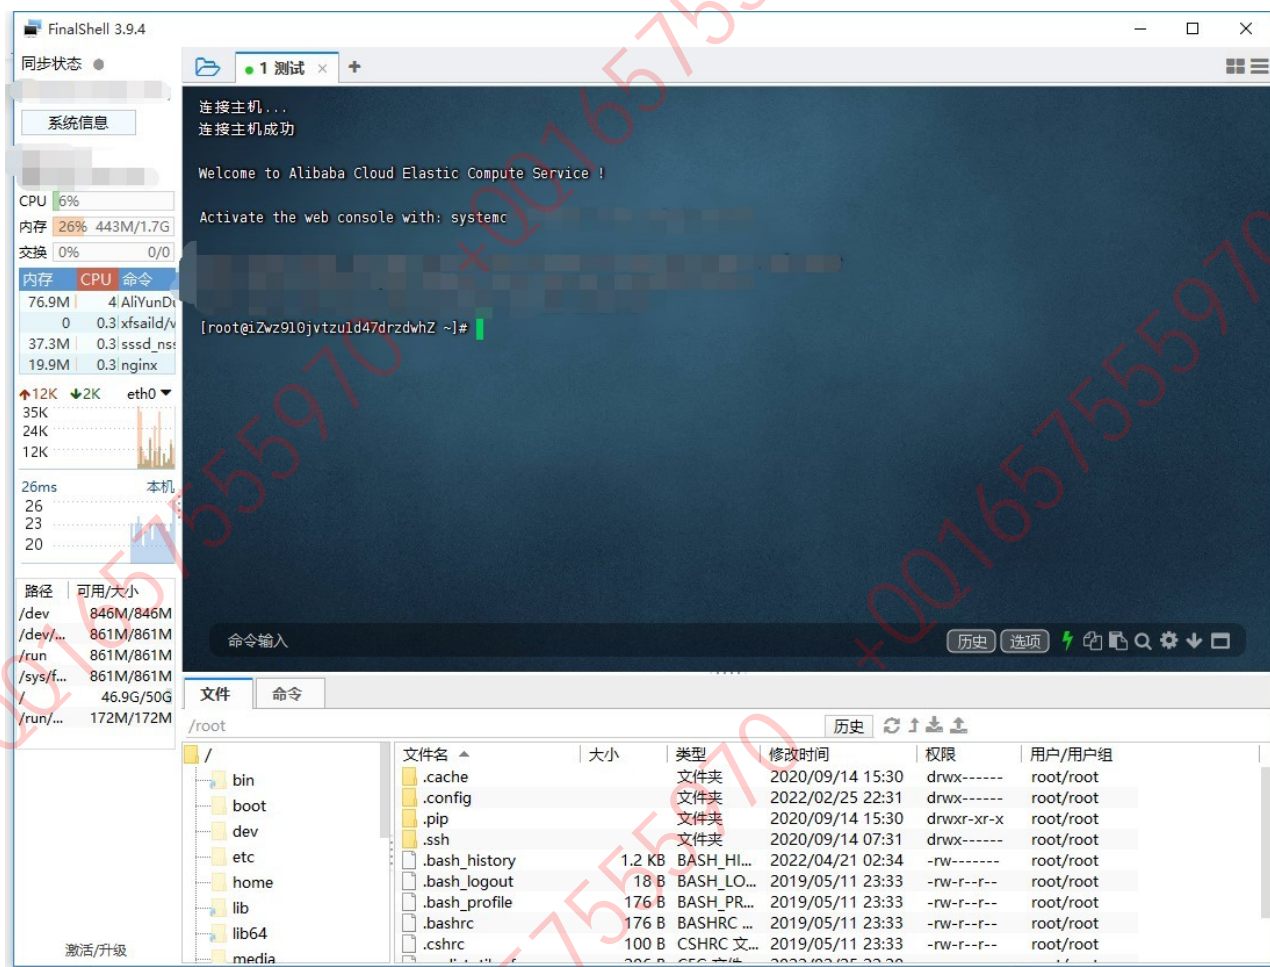 FinalShell 3.9.4
同步状态
1 测试
系统信息
CPU 6%
内存 26% 443M/1.7G
交换 0% 0/0
内存 CPU 命令
76.9M 4 AliYunDu
0 0.3 xfsaild/v
37.3M 0.3 sssd_nss
19.9M 0.3 nginx
12K 2K eth0
35K
24K
12K
26ms 本机
26
23
20
路径 可用/大小
/dev 846M/846M
/dev/... 861M/861M
/run 861M/861M
/sys/f... 861M/861M
/ 46.9G/50G
/run/... 172M/172M
激活/升级
连接主机...
连接主机成功
Welcome to Alibaba Cloud Elastic Compute Service !
Activate the web console with: systemc
[root@iZwz9l0jvtzuld47drzdwhZ ~]#
命令输入 历史 选项
文件 命令
/root 历史
/
bin
boot
dev
etc
home
lib
lib64
media
文件名 大小 类型 修改时间 权限 用户/用户组
.cache 文件夹 2020/09/14 15:30 drwx------ root/root
.config 文件夹 2022/02/25 22:31 drwx------ root/root
.pip 文件夹 2020/09/14 15:30 drwxr-xr-x root/root
.ssh 文件夹 2020/09/14 07:31 drwx------ root/root
.bash_history 1.2 KB BASH_HI... 2022/04/21 02:34 -rw------- root/root
.bash_logout 18 B BASH_LO... 2019/05/11 23:33 -rw-r--r-- root/root
.bash_profile 176 B BASH_PR... 2019/05/11 23:33 -rw-r--r-- root/root
.bashrc 176 B BASHRC ... 2019/05/11 23:33 -rw-r--r-- root/root
.cshrc 100 B CSHRC 文... 2019/05/11 23:33 -rw-r--r-- root/root
+QQ1657555970
+QQ1657555970
+QQ1657555970